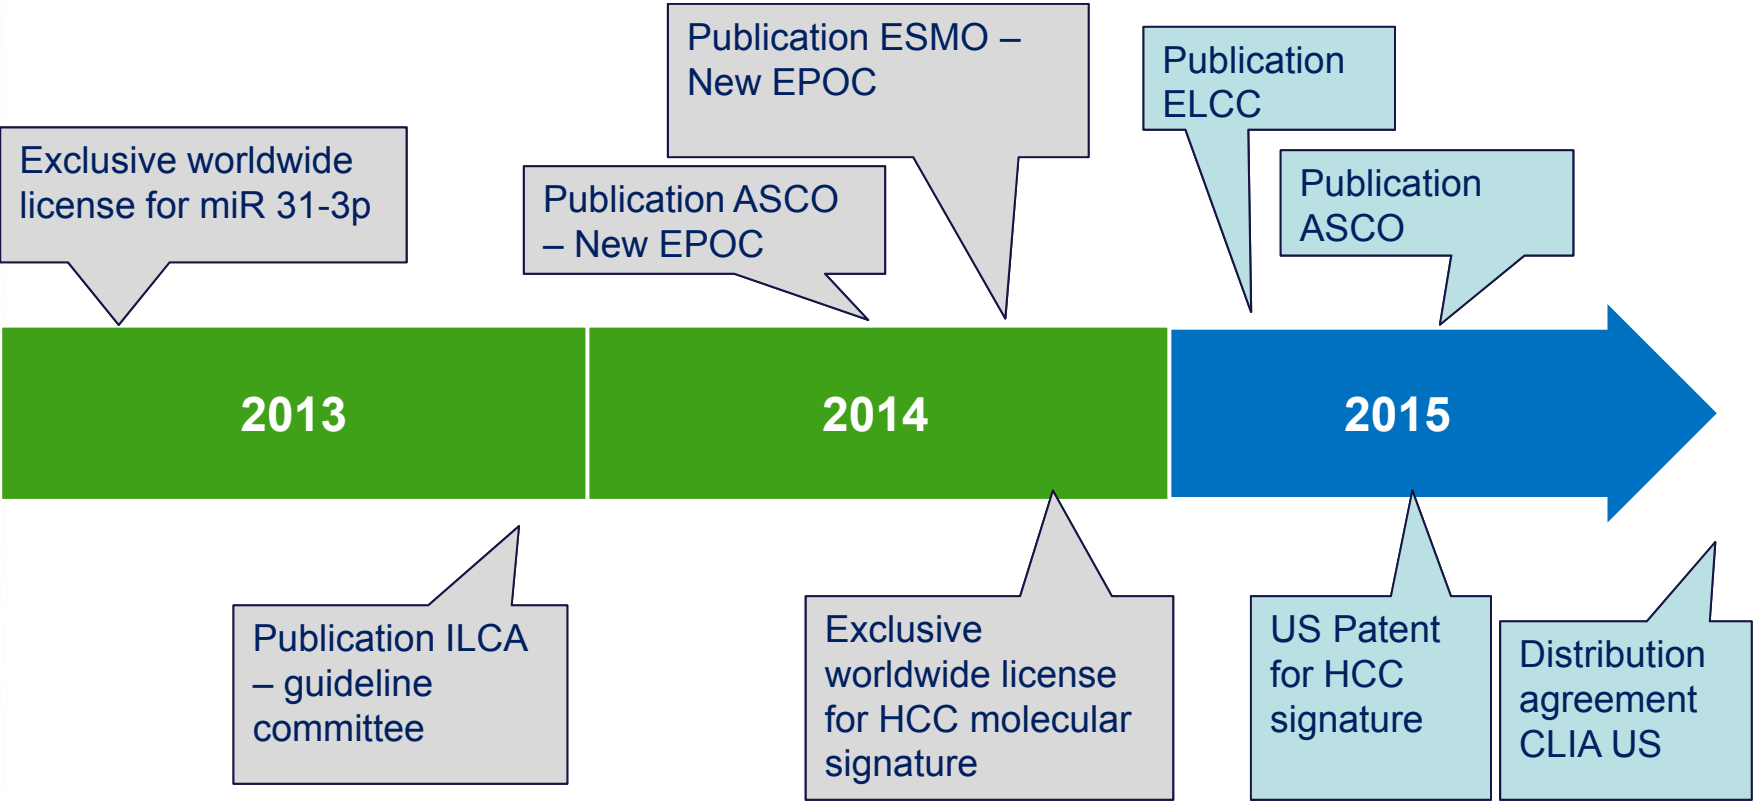 Publication ESMO –
New EPOC
Publication
ELCC
Exclusive worldwide
license for miR 31-3p
Publication ASCO
– New EPOC
Publication
ASCO
2013
2014
2015
Publication ILCA
– guideline
committee
Exclusive
worldwide license
for HCC molecular
signature
US Patent
for HCC
signature
Distribution
agreement
CLIA US